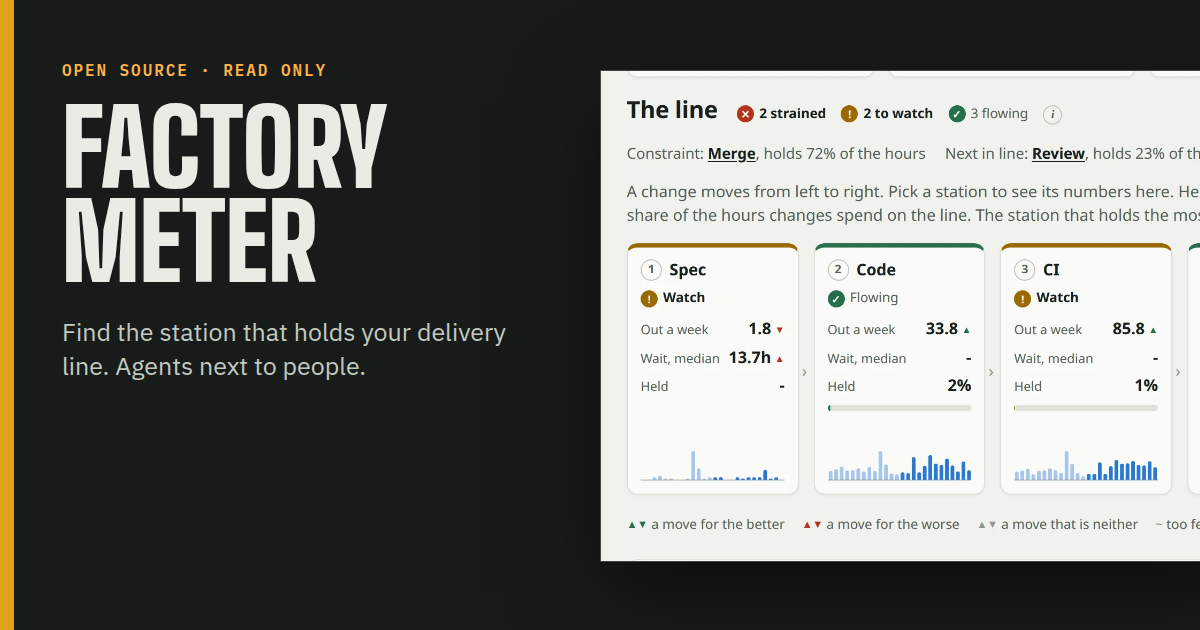 OPEN SOURCE · READ ONLY
FACTORY
METER
Find the station that holds your delivery
line. Agents next to people.
The line
2 strained
2 to watch
3 flowing
i
Constraint: Merge, holds 72% of the hours
Next in line: Review, holds 23% of th
A change moves from left to right. Pick a station to see its numbers here. He
share of the hours changes spend on the line. The station that holds the mos
1 Spec
! Watch
Out a week 1.8 ▼
Wait, median 13.7h ▲
Held -
2 Code
✓ Flowing
Out a week 33.8 ▲
Wait, median -
Held 2%
3 CI
! Watch
Out a week 85.8 ▲
Wait, median -
Held 1%
▲▼ a move for the better
▲▼ a move for the worse
▲▼ a move that is neither
~ too fe